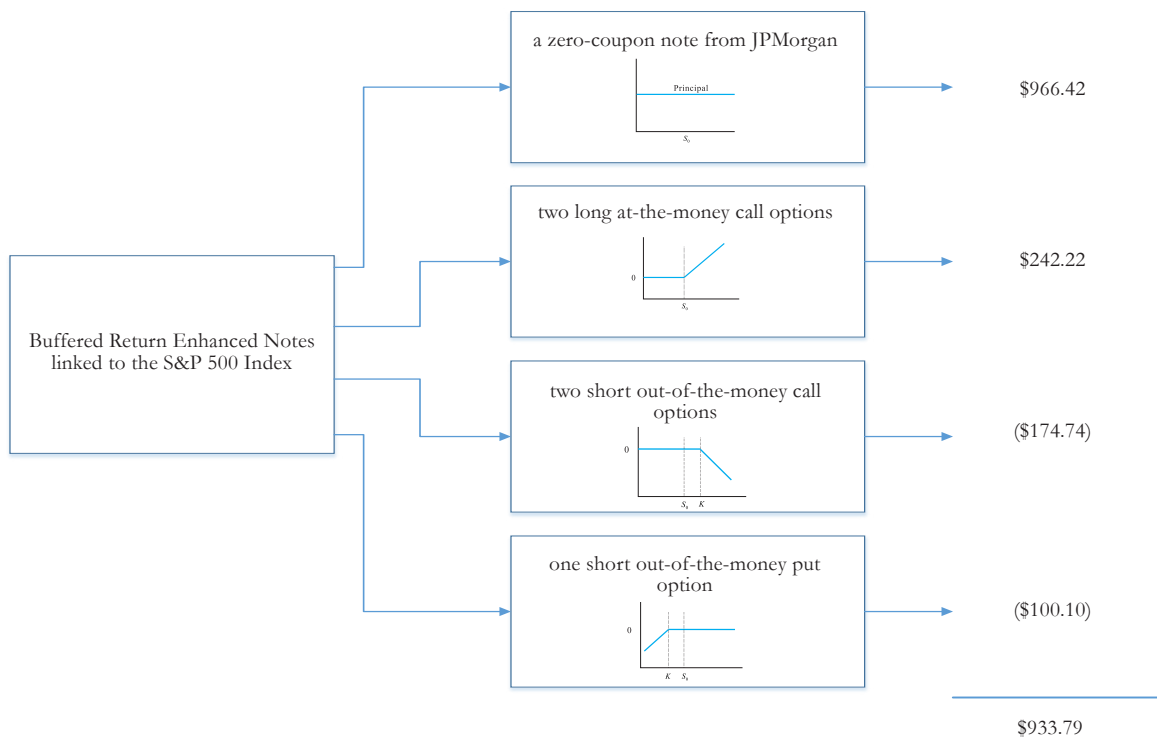 a zero-coupon note from JPMorgan
Principal
S₀
$966.42
two long at-the-money call options
0
S₀
$242.22
Buffered Return Enhanced Notes
linked to the S&P 500 Index
two short out-of-the-money call
options
0
S₀ K
($174.74)
one short out-of-the-money put
option
0
K S₀
($100.10)
$933.79